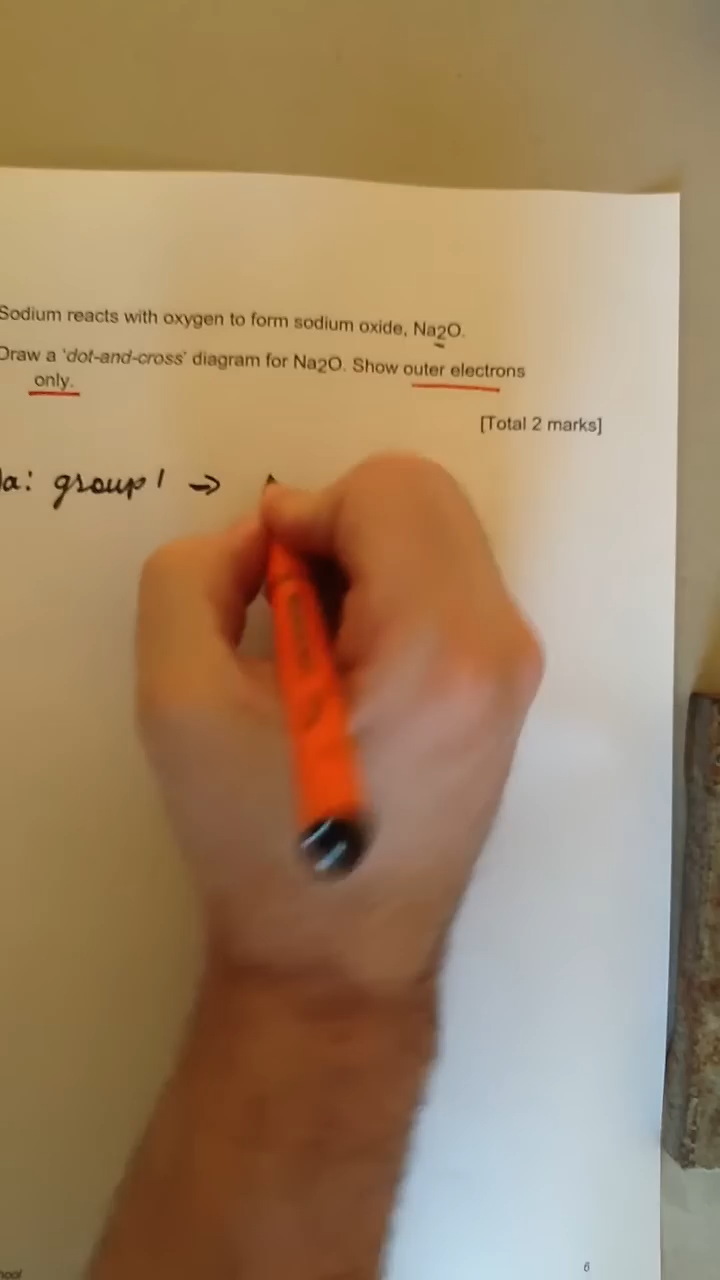 Sodium reacts with oxygen to form sodium oxide, Na2O.
Draw a 'dot-and-cross' diagram for Na2O. Show outer electrons
only.
[Total 2 marks]
a: group 1 →
6